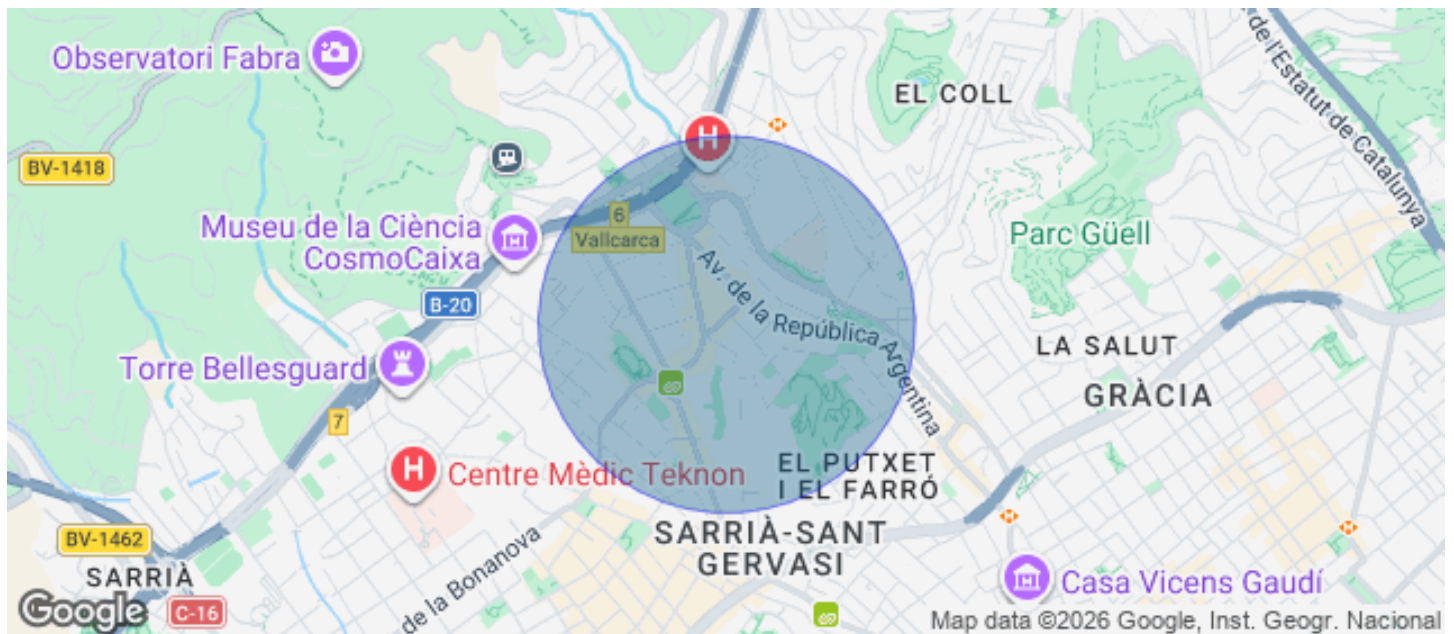 Observatori Fabra
EL COLL
de l'Estatut de Catalunya
H
BV-1418
6
Vallcarca
Museu de la Ciència
CosmoCaixa
Parc Güell
Av. de la República Argentina
B-20
LA SALUT
Torre Bellesguard
GRÀCIA
7
H
Centre Mèdic Teknon
EL PUTXET
I EL FARRÓ
SARRIÀ-SANT
GERVASI
BV-1462
SARRIÀ
de la Bonanova
Casa Vicens Gaudí
Google
C-16
Map data ©2026 Google, Inst. Geogr. Nacional